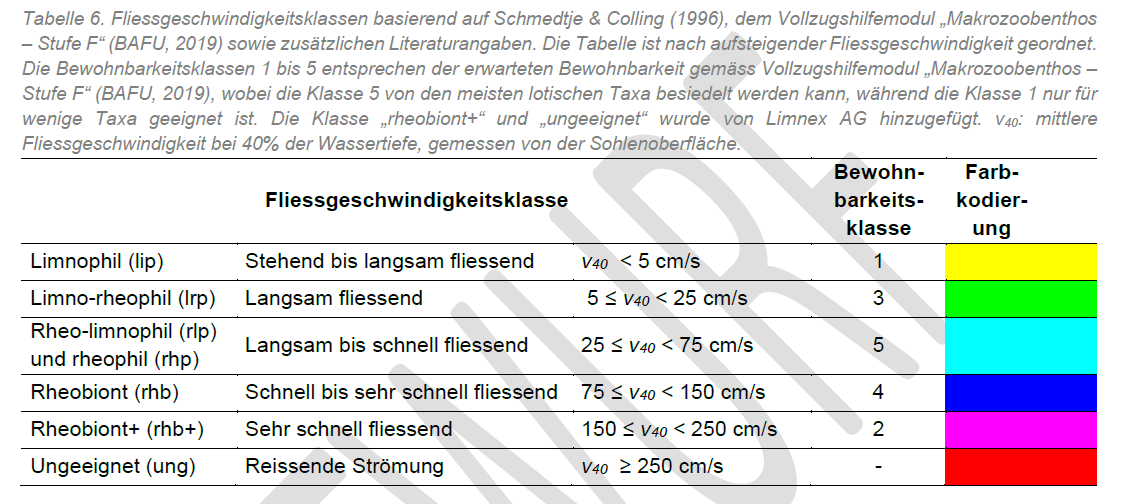 Tabelle 6. Fliessgeschwindigkeitsklassen basierend auf Schmedtje & Colling (1996), dem Vollzugshilfemodul „Makrozoobenthos
– Stufe F“ (BAFU, 2019) sowie zusätzlichen Literaturangaben. Die Tabelle ist nach aufsteigender Fliessgeschwindigkeit geordnet.
Die Bewohnbarkeitsklassen 1 bis 5 entsprechen der erwarteten Bewohnbarkeit gemäss Vollzugshilfemodul „Makrozoobenthos –
Stufe F“ (BAFU, 2019), wobei die Klasse 5 von den meisten lotischen Taxa besiedelt werden kann, während die Klasse 1 nur für
wenige Taxa geeignet ist. Die Klasse „rheobiont+“ und „ungeeignet“ wurde von Limnex AG hinzugefügt. v40: mittlere
Fliessgeschwindigkeit bei 40% der Wassertiefe, gemessen von der Sohlenoberfläche.
Fliessgeschwindigkeitsklasse
Bewohn-
barkeits-
klasse
Farb-
kodier-
ung
Limnophil (lip) Stehend bis langsam fliessend v40 < 5 cm/s 1
Limno-rheophil (lrp) Langsam fliessend 5 ≤ v40 < 25 cm/s 3
Rheo-limnophil (rlp)
und rheophil (rhp) Langsam bis schnell fliessend 25 ≤ v40 < 75 cm/s 5
Rheobiont (rhb) Schnell bis sehr schnell fliessend 75 ≤ v40 < 150 cm/s 4
Rheobiont+ (rhb+) Sehr schnell fliessend 150 ≤ v40 < 250 cm/s 2
Ungeeignet (ung) Reissende Strömung v40 ≥ 250 cm/s -